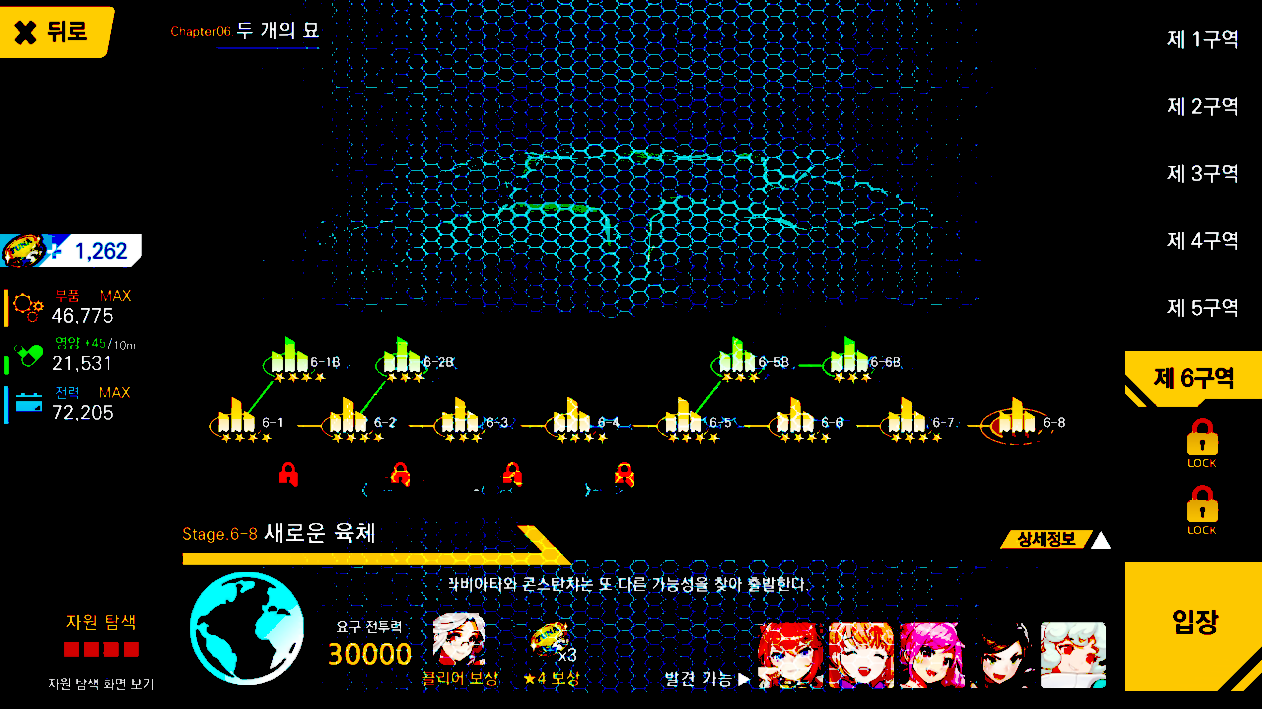 뒤로
Chapter06 두 개의 묘
제 1구역
제 2구역
제 3구역
제 4구역
제 5구역
제 6구역
LOCK
LOCK
1,262
부품 MAX
46,775
영양 +45/10m
21,531
전력 MAX
72,205
6-1B
6-2B
6-5B
6-6B
6-1
6-2
6-3
6-4
6-5
6-6
6-7
6-8
Stage.6-8 새로운 육체
상세정보
콘스탄챠는 또 다른 가능성을 찾아 출발한다.
자원 탐색
자원 탐색 화면 보기
요구 전투력
30000
클리어 보상
x3
★4 보상
발견 가능 ▶
입장